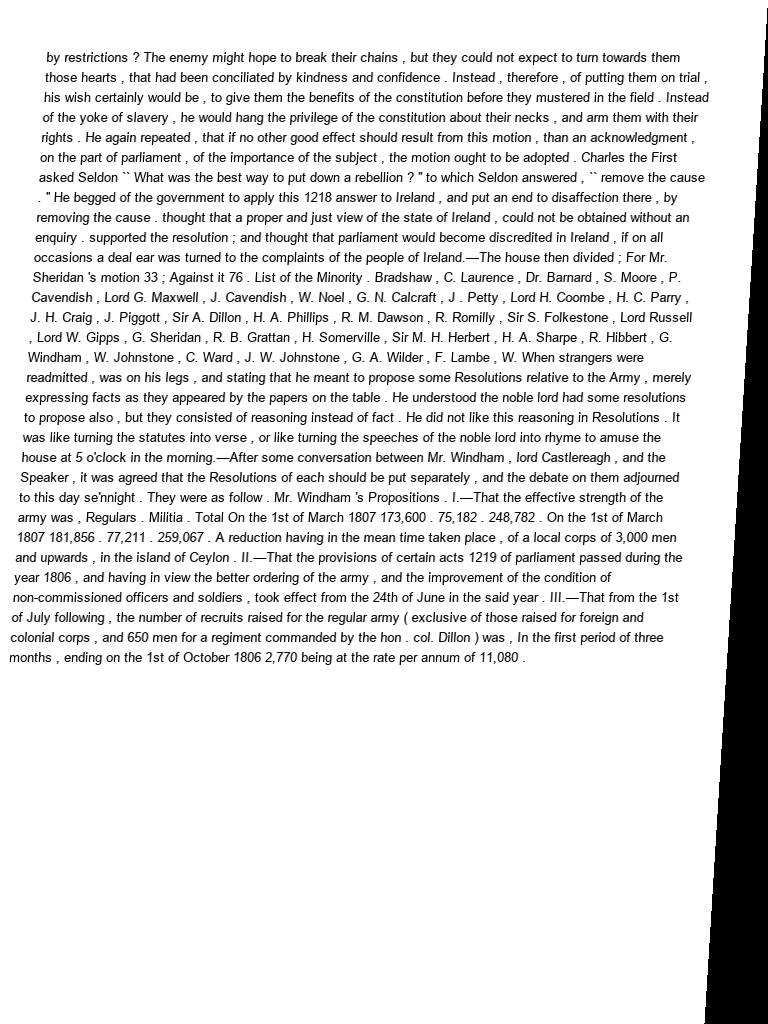 by restrictions ? The enemy might hope to break their chains , but they could not expect to turn towards them
those hearts , that had been conciliated by kindness and confidence . Instead , therefore , of putting them on trial ,
his wish certainly would be , to give them the benefits of the constitution before they mustered in the field . Instead
of the yoke of slavery , he would hang the privilege of the constitution about their necks , and arm them with their
rights . He again repeated , that if no other good effect should result from this motion , than an acknowledgment ,
on the part of parliament , of the importance of the subject , the motion ought to be adopted . Charles the First
asked Seldon `` What was the best way to put down a rebellion ? " to which Seldon answered , `` remove the cause
. " He begged of the government to apply this 1218 answer to Ireland , and put an end to disaffection there , by
removing the cause . thought that a proper and just view of the state of Ireland , could not be obtained without an
enquiry . supported the resolution ; and thought that parliament would become discredited in Ireland , if on all
occasions a deal ear was turned to the complaints of the people of Ireland.—The house then divided ; For Mr.
Sheridan 's motion 33 ; Against it 76 . List of the Minority . Bradshaw , C. Laurence , Dr. Barnard , S. Moore , P.
Cavendish , Lord G. Maxwell , J. Cavendish , W. Noel , G. N. Calcraft , J . Petty , Lord H. Coombe , H. C. Parry ,
J. H. Craig , J. Piggott , Sir A. Dillon , H. A. Phillips , R. M. Dawson , R. Romilly , Sir S. Folkestone , Lord Russell
, Lord W. Gipps , G. Sheridan , R. B. Grattan , H. Somerville , Sir M. H. Herbert , H. A. Sharpe , R. Hibbert , G.
Windham , W. Johnstone , C. Ward , J. W. Johnstone , G. A. Wilder , F. Lambe , W. When strangers were
readmitted , was on his legs , and stating that he meant to propose some Resolutions relative to the Army , merely
expressing facts as they appeared by the papers on the table . He understood the noble lord had some resolutions
to propose also , but they consisted of reasoning instead of fact . He did not like this reasoning in Resolutions . It
was like turning the statutes into verse , or like turning the speeches of the noble lord into rhyme to amuse the
house at 5 o'clock in the morning.—After some conversation between Mr. Windham , lord Castlereagh , and the
Speaker , it was agreed that the Resolutions of each should be put separately , and the debate on them adjourned
to this day se'nnight . They were as follow . Mr. Windham 's Propositions . I.—That the effective strength of the
army was , Regulars . Militia . Total On the 1st of March 1807 173,600 . 75,182 . 248,782 . On the 1st of March
1807 181,856 . 77,211 . 259,067 . A reduction having in the mean time taken place , of a local corps of 3,000 men
and upwards , in the island of Ceylon . II.—That the provisions of certain acts 1219 of parliament passed during the
year 1806 , and having in view the better ordering of the army , and the improvement of the condition of
non-commissioned officers and soldiers , took effect from the 24th of June in the said year . III.—That from the 1st
of July following , the number of recruits raised for the regular army ( exclusive of those raised for foreign and
colonial corps , and 650 men for a regiment commanded by the hon . col. Dillon ) was , In the first period of three
months , ending on the 1st of October 1806 2,770 being at the rate per annum of 11,080 .